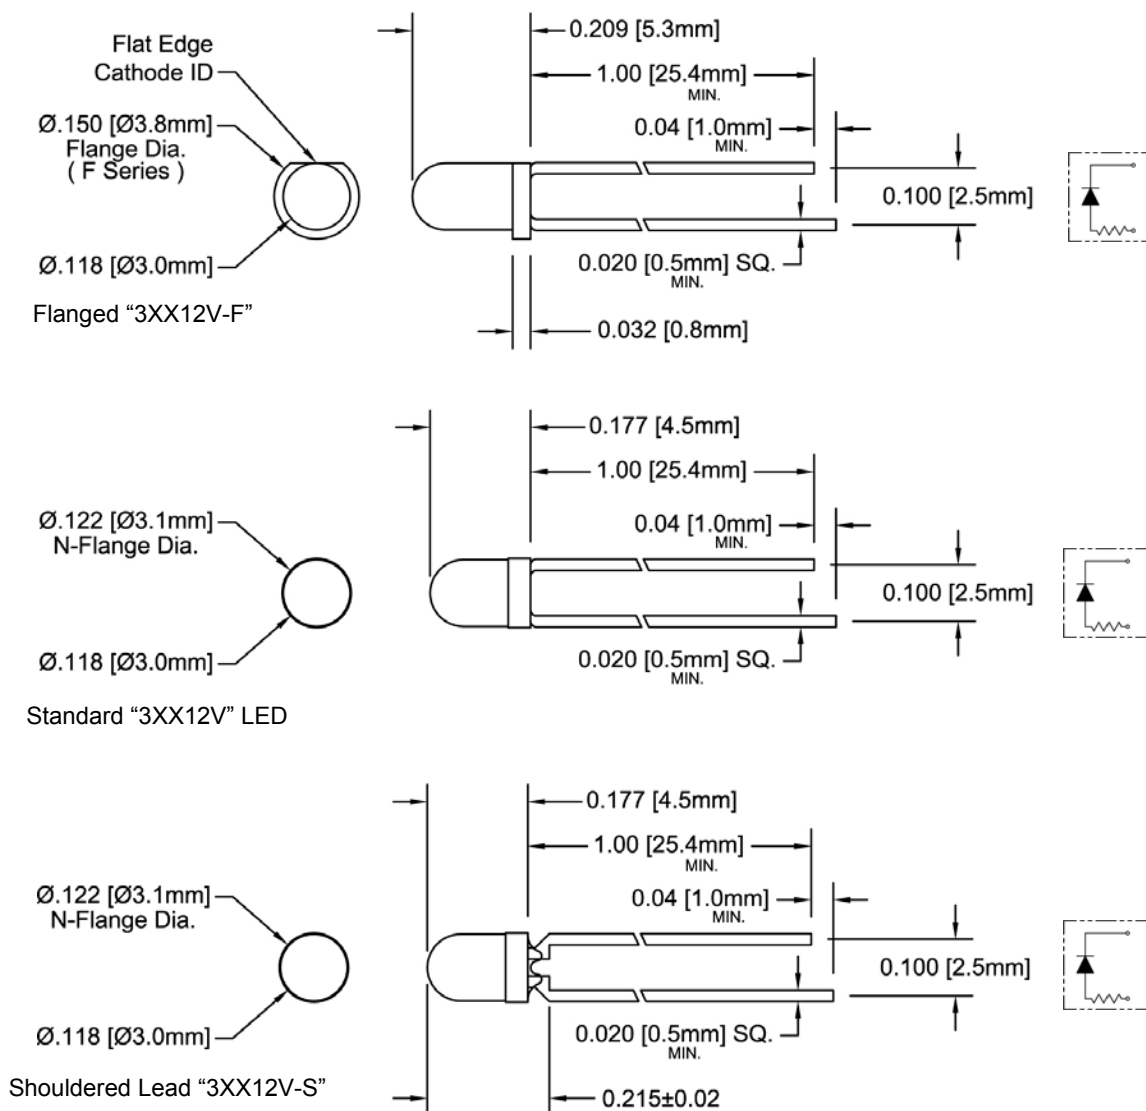 0.209 [5.3mm]
Flat Edge
Cathode ID
1.00 [25.4mm]
MIN.
Ø.150 [Ø3.8mm]
Flange Dia.
( F Series )
0.04 [1.0mm]
MIN.
0.100 [2.5mm]
Ø.118 [Ø3.0mm]
0.020 [0.5mm] SQ.
MIN.
Flanged “3XX12V-F”
0.032 [0.8mm]
0.177 [4.5mm]
1.00 [25.4mm]
Ø.122 [Ø3.1mm]
N-Flange Dia.
0.04 [1.0mm]
MIN.
0.100 [2.5mm]
Ø.118 [Ø3.0mm]
0.020 [0.5mm] SQ.
MIN.
Standard “3XX12V” LED
0.177 [4.5mm]
1.00 [25.4mm]
MIN.
Ø.122 [Ø3.1mm]
N-Flange Dia.
0.04 [1.0mm]
MIN.
0.100 [2.5mm]
Ø.118 [Ø3.0mm]
0.020 [0.5mm] SQ.
MIN.
Shouldered Lead “3XX12V-S”
0.215±0.02